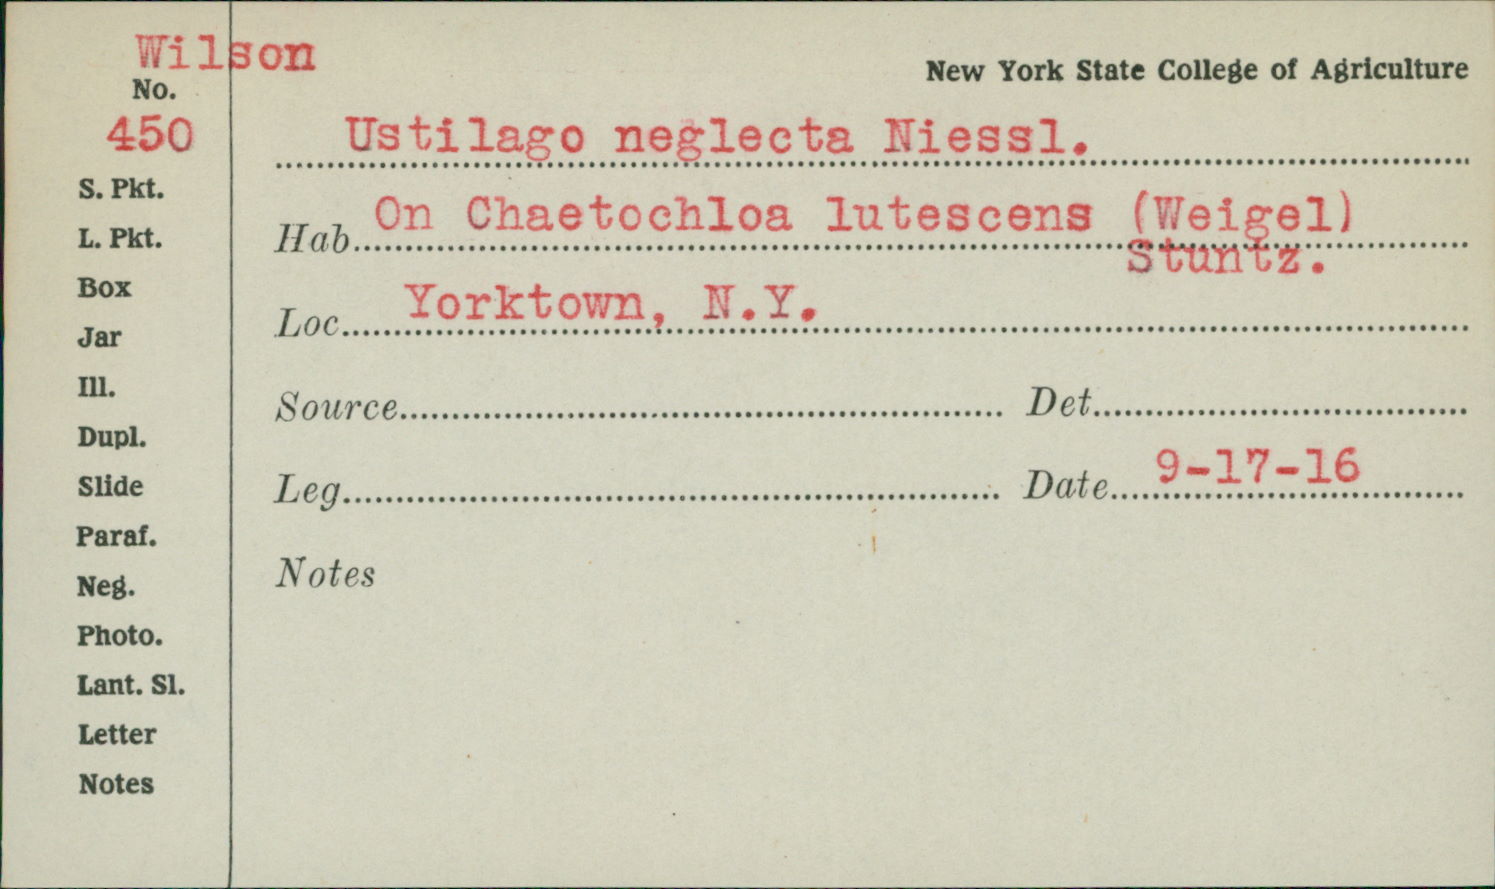 Wilson
No.
450
S. Pkt.
L. Pkt.
Box
Jar
Ill.
Dupl.
Slide
Paraf.
Neg.
Photo.
Lant. Sl.
Letter
Notes
New York State College of Agriculture
Ustilago neglecta Niessl.
Hab. On Chaetochloa lutescens (Weigel)
Stuntz.
Loc. Yorktown, N.Y.
Source Det.
Leg. Date 9-17-16
Notes